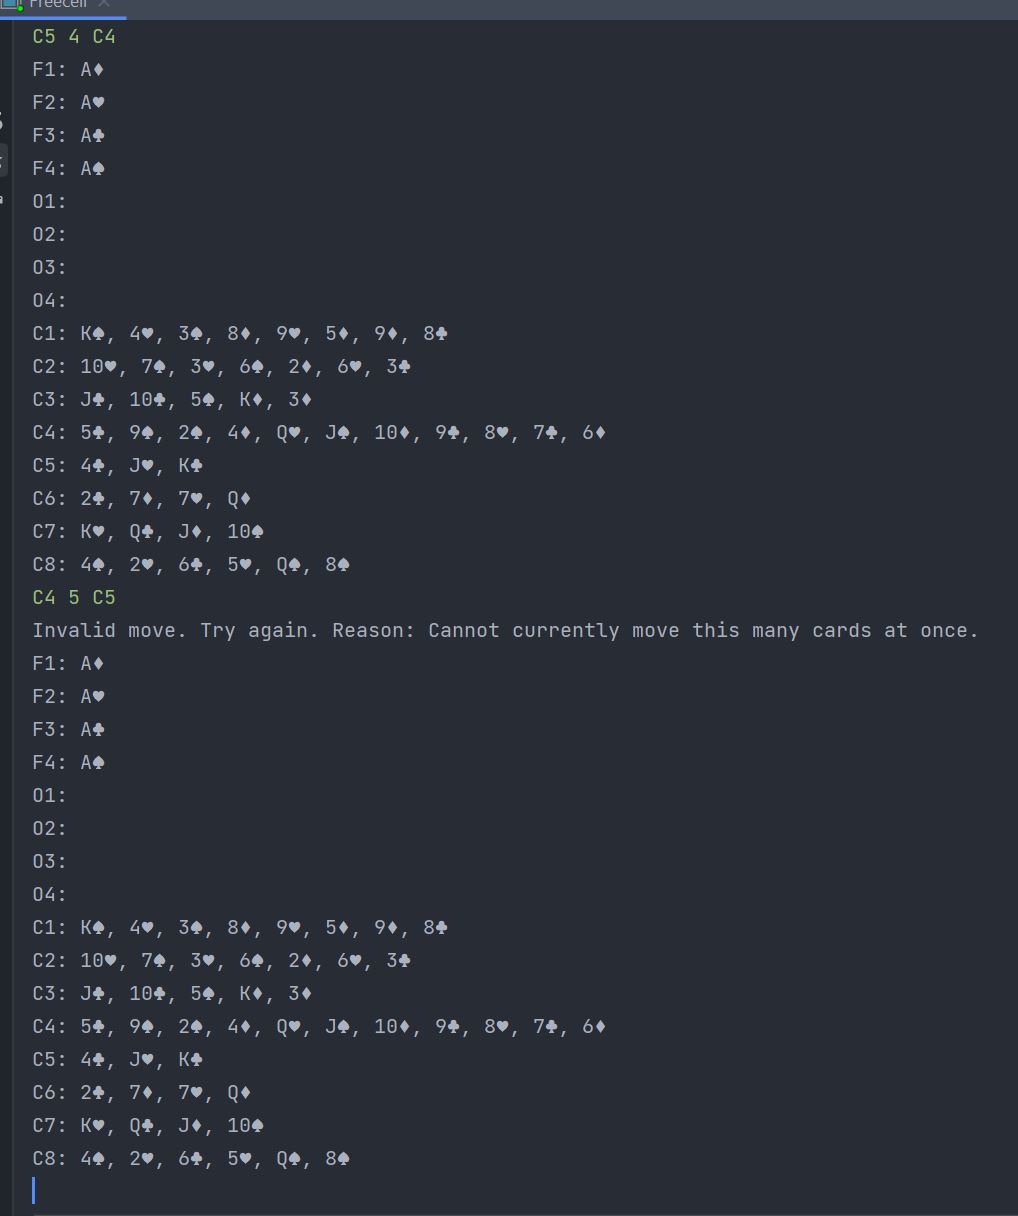 Freecell
C5 4 C4
F1: A♦
F2: A♥
F3: A♣
F4: A♠
O1:
O2:
O3:
O4:
C1: K♠, 4♥, 3♠, 8♦, 9♥, 5♦, 9♦, 8♣
C2: 10♥, 7♠, 3♥, 6♠, 2♦, 6♥, 3♣
C3: J♣, 10♣, 5♠, K♦, 3♦
C4: 5♣, 9♠, 2♠, 4♦, Q♥, J♠, 10♦, 9♣, 8♥, 7♣, 6♦
C5: 4♣, J♥, K♣
C6: 2♣, 7♦, 7♥, Q♦
C7: K♥, Q♣, J♦, 10♠
C8: 4♠, 2♥, 6♣, 5♥, Q♠, 8♠
C4 5 C5
Invalid move. Try again. Reason: Cannot currently move this many cards at once.
F1: A♦
F2: A♥
F3: A♣
F4: A♠
O1:
O2:
O3:
O4:
C1: K♠, 4♥, 3♠, 8♦, 9♥, 5♦, 9♦, 8♣
C2: 10♥, 7♠, 3♥, 6♠, 2♦, 6♥, 3♣
C3: J♣, 10♣, 5♠, K♦, 3♦
C4: 5♣, 9♠, 2♠, 4♦, Q♥, J♠, 10♦, 9♣, 8♥, 7♣, 6♦
C5: 4♣, J♥, K♣
C6: 2♣, 7♦, 7♥, Q♦
C7: K♥, Q♣, J♦, 10♠
C8: 4♠, 2♥, 6♣, 5♥, Q♠, 8♠